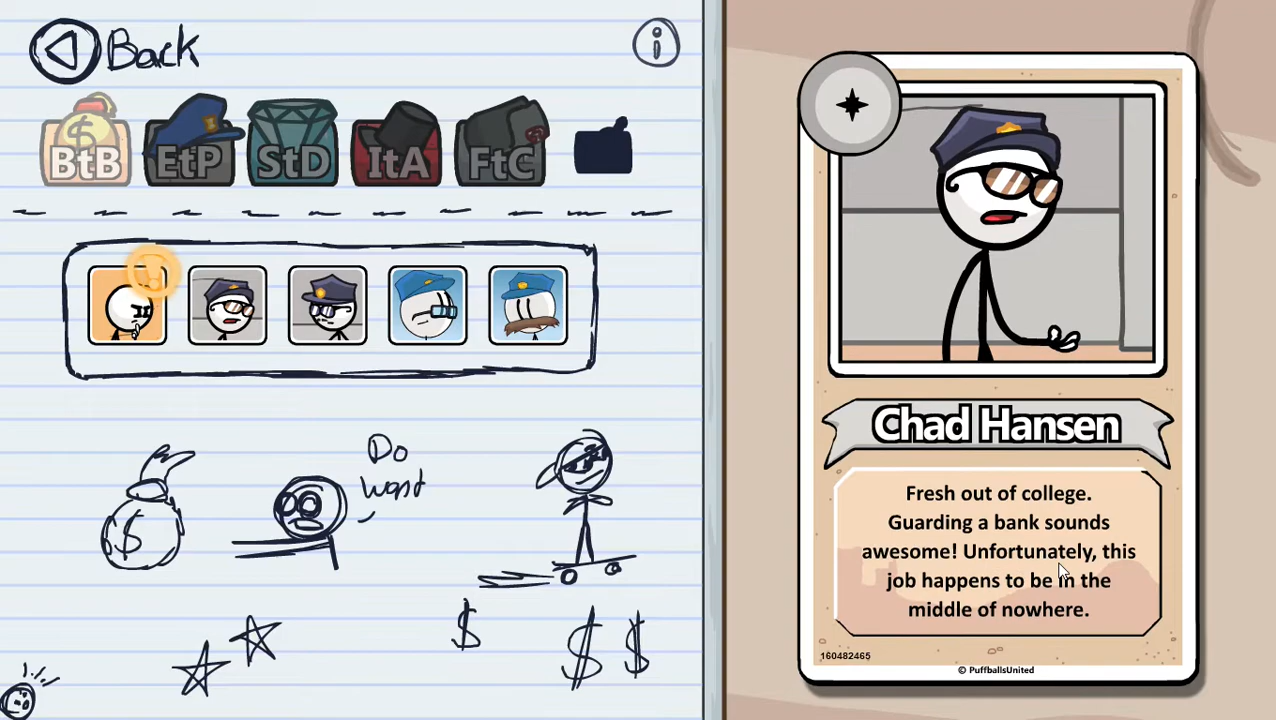 Back
BtB EtP StD ItA FtC
Do
want
$
$
$ $
Chad Hansen
Fresh out of college.
Guarding a bank sounds
awesome! Unfortunately, this
job happens to be in the
middle of nowhere.
160482465
© PuffballsUnited